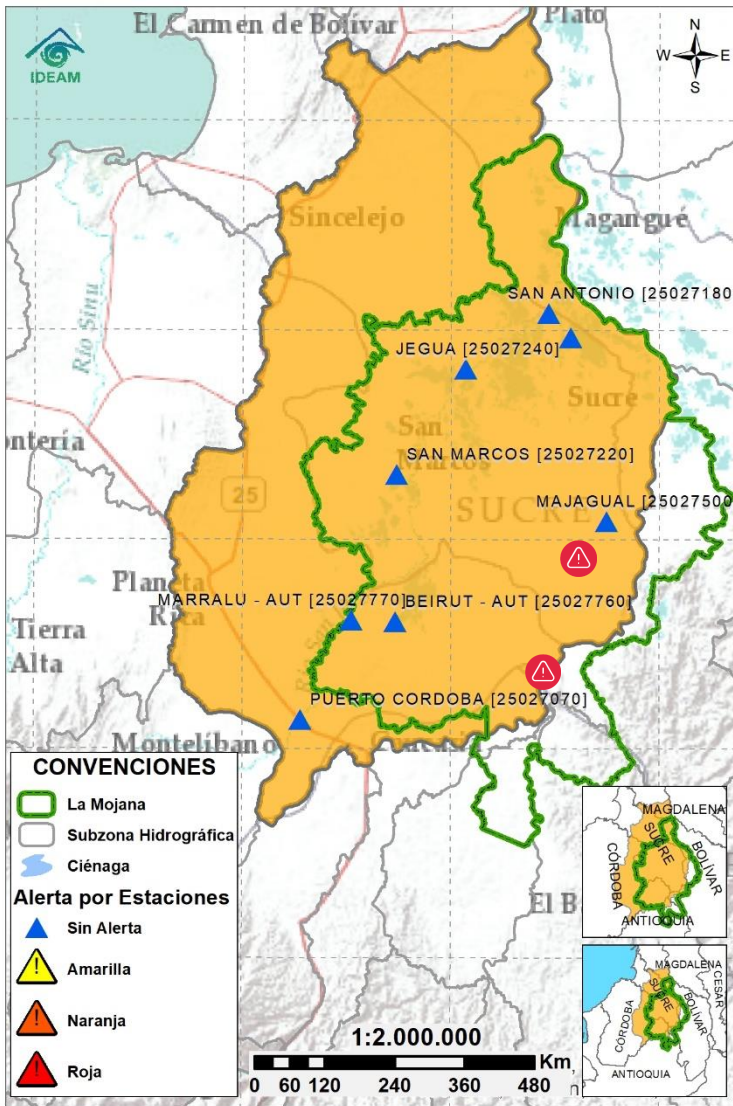 El Carmen de Bolívar
Plato
N
W
E
S
IDEAM
Sincelejo
Magangué
Río Sinu
SAN ANTONIO [25027180
JEGUA [25027240]
Sucre
ontería
San
Marcos
SAN MARCOS [25027220]
25
SUCRE
MAJAGUAL [25027500
Planeta
Rica
MARRALU - AUT [25027770]
BEIRUT - AUT [25027760]
Tierra
Alta
PUERTO CORDOBA [25027070]
Montelíbano
CONVENCIONES
La Mojana
Subzona Hidrográfica
Ciénaga
Alerta por Estaciones
Sin Alerta
Amarilla
Naranja
Roja
El B
1:2.000.000
Km
0 60 120 240 360 480
MAGDALENA
SUCRE
CÓRDOBA
BOLÍVAR
ANTIOQUIA
MAGDALENA
CESAR
SUCRE
CÓRDOBA
BOLÍVAR
ANTIOQUIA